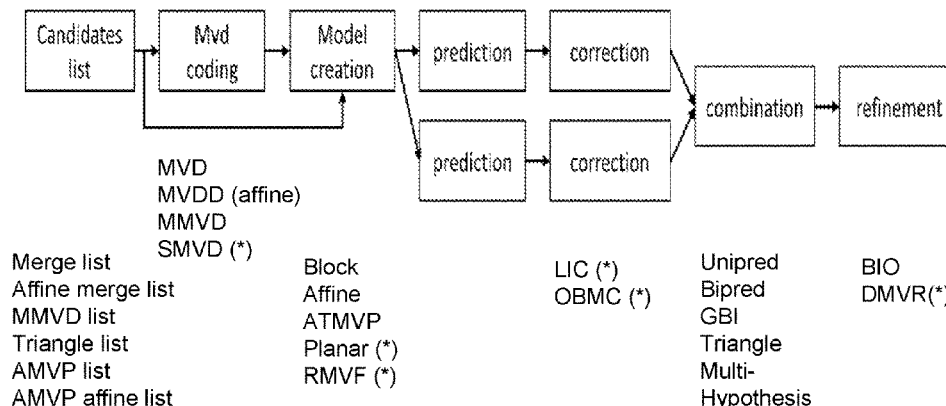 Candidates
list
Mvd
coding
Model
creation
prediction
correction
prediction
correction
combination
refinement
MVD
MVDD (affine)
MMVD
SMVD (*)
Merge list
Affine merge list
MMVD list
Triangle list
AMVP list
AMVP affine list
Block
Affine
ATMVP
Planar (*)
RMVF (*)
LIC (*)
OBMC (*)
Unipred
Bipred
GBI
Triangle
Multi-
Hypothesis
BIO
DMVR(*)